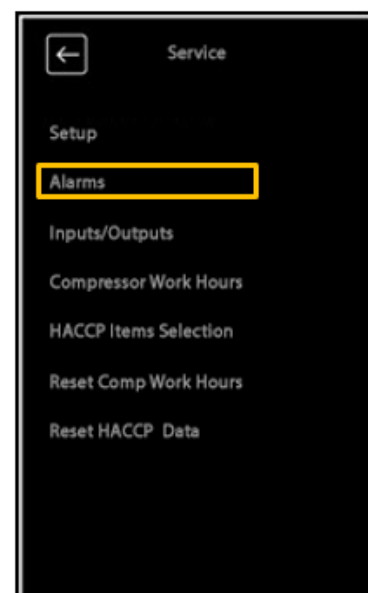 Service
Setup
Alarms
Inputs/Outputs
Compressor Work Hours
HACCP Items Selection
Reset Comp Work Hours
Reset HACCP Data